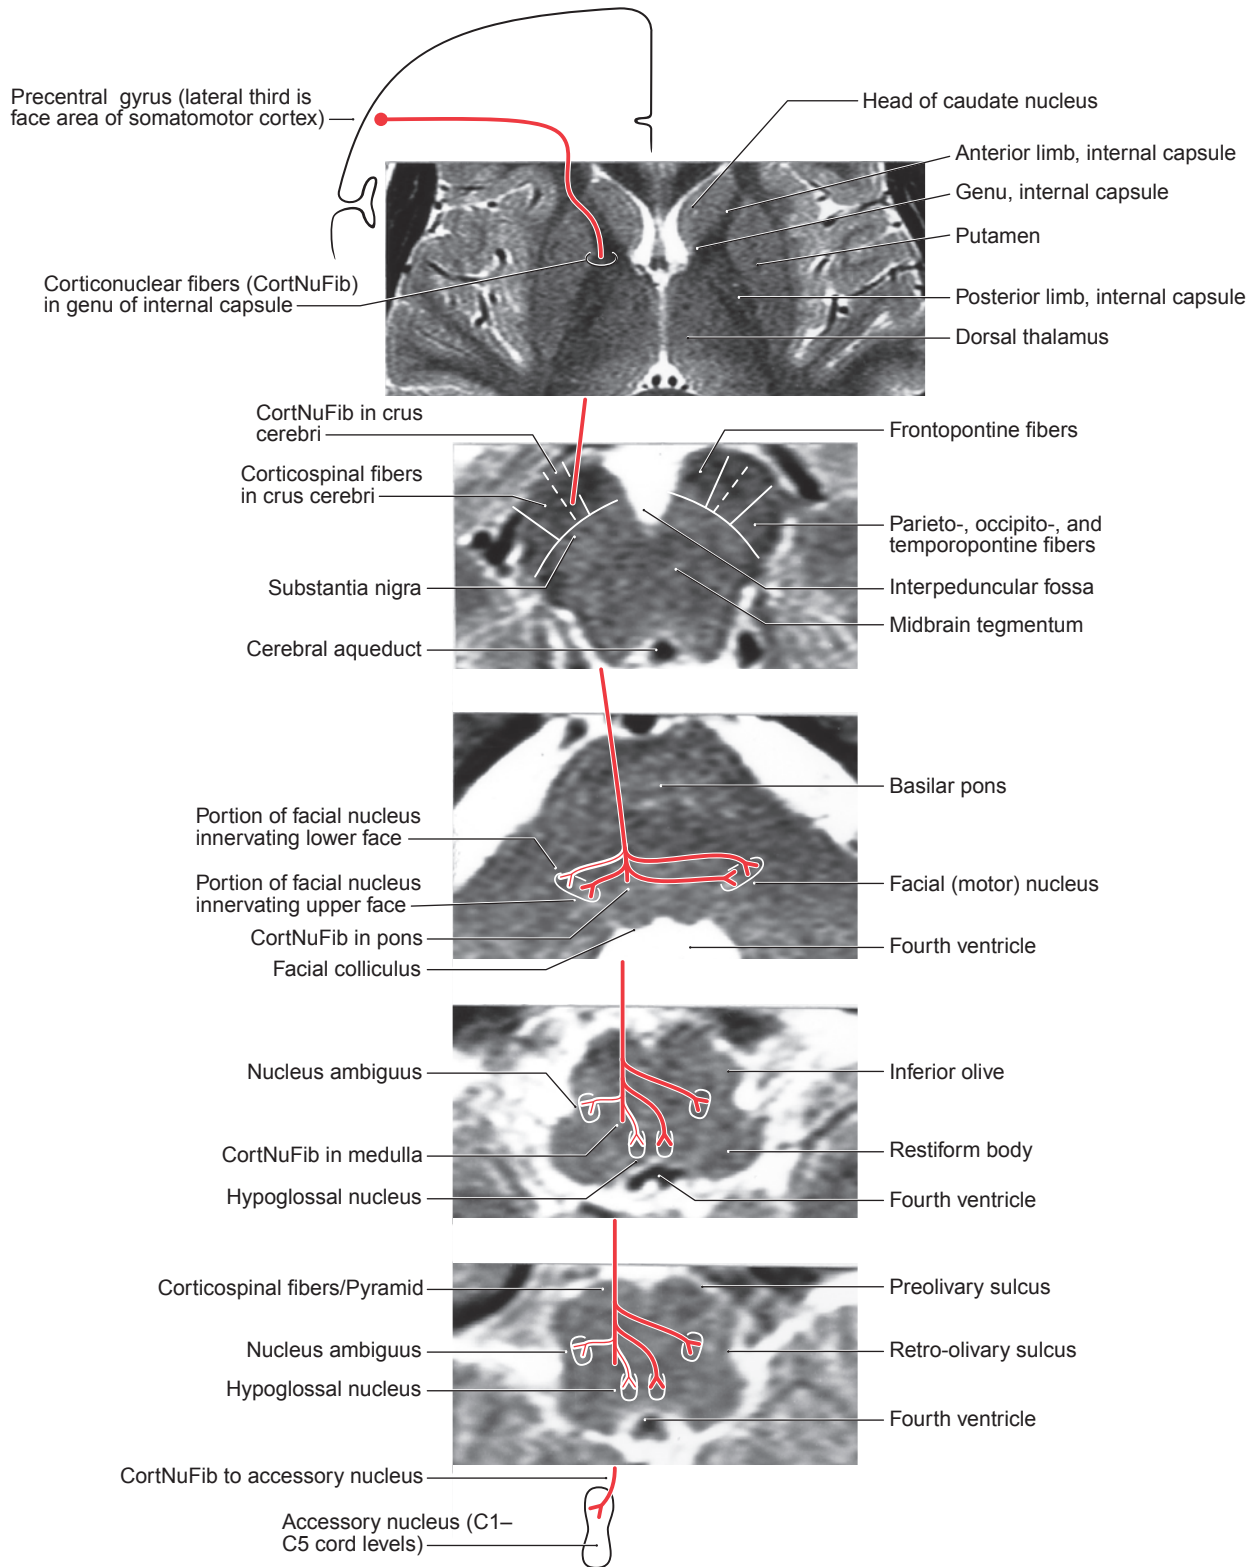 Precentral gyrus (lateral third is
face area of somatomotor cortex)
Head of caudate nucleus
Anterior limb, internal capsule
Genu, internal capsule
Putamen
Corticonuclear fibers (CortNuFib)
in genu of internal capsule
Posterior limb, internal capsule
Dorsal thalamus
CortNuFib in crus
cerebri
Frontopontine fibers
Corticospinal fibers
in crus cerebri
Parieto-, occipito-, and
temporopontine fibers
Substantia nigra
Interpeduncular fossa
Midbrain tegmentum
Cerebral aqueduct
Basilar pons
Portion of facial nucleus
innervating lower face
Portion of facial nucleus
innervating upper face
Facial (motor) nucleus
CortNuFib in pons
Fourth ventricle
Facial colliculus
Nucleus ambiguus
Inferior olive
CortNuFib in medulla
Restiform body
Hypoglossal nucleus
Fourth ventricle
Corticospinal fibers/Pyramid
Preolivary sulcus
Nucleus ambiguus
Retro-olivary sulcus
Hypoglossal nucleus
Fourth ventricle
CortNuFib to accessory nucleus
Accessory nucleus (C1–
C5 cord levels)